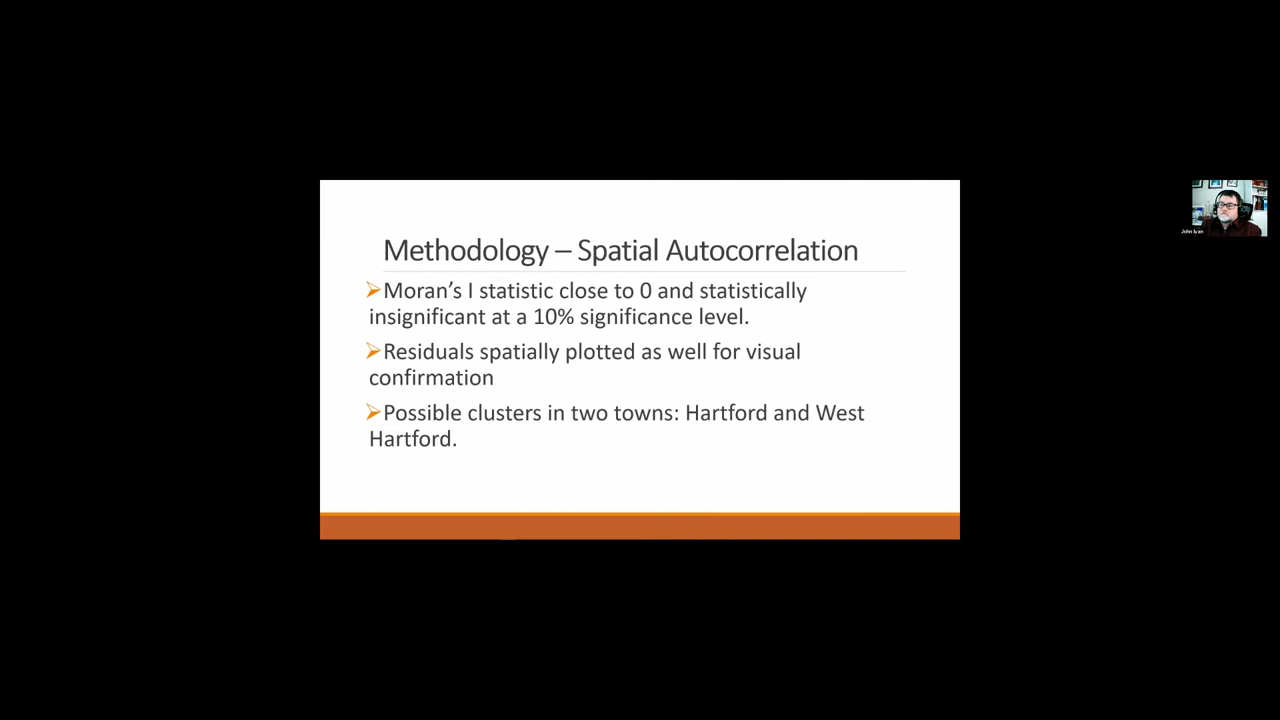 Methodology – Spatial Autocorrelation
➢Moran's I statistic close to 0 and statistically
insignificant at a 10% significance level.
➢Residuals spatially plotted as well for visual
confirmation
➢Possible clusters in two towns: Hartford and West
Hartford.
John Ivan